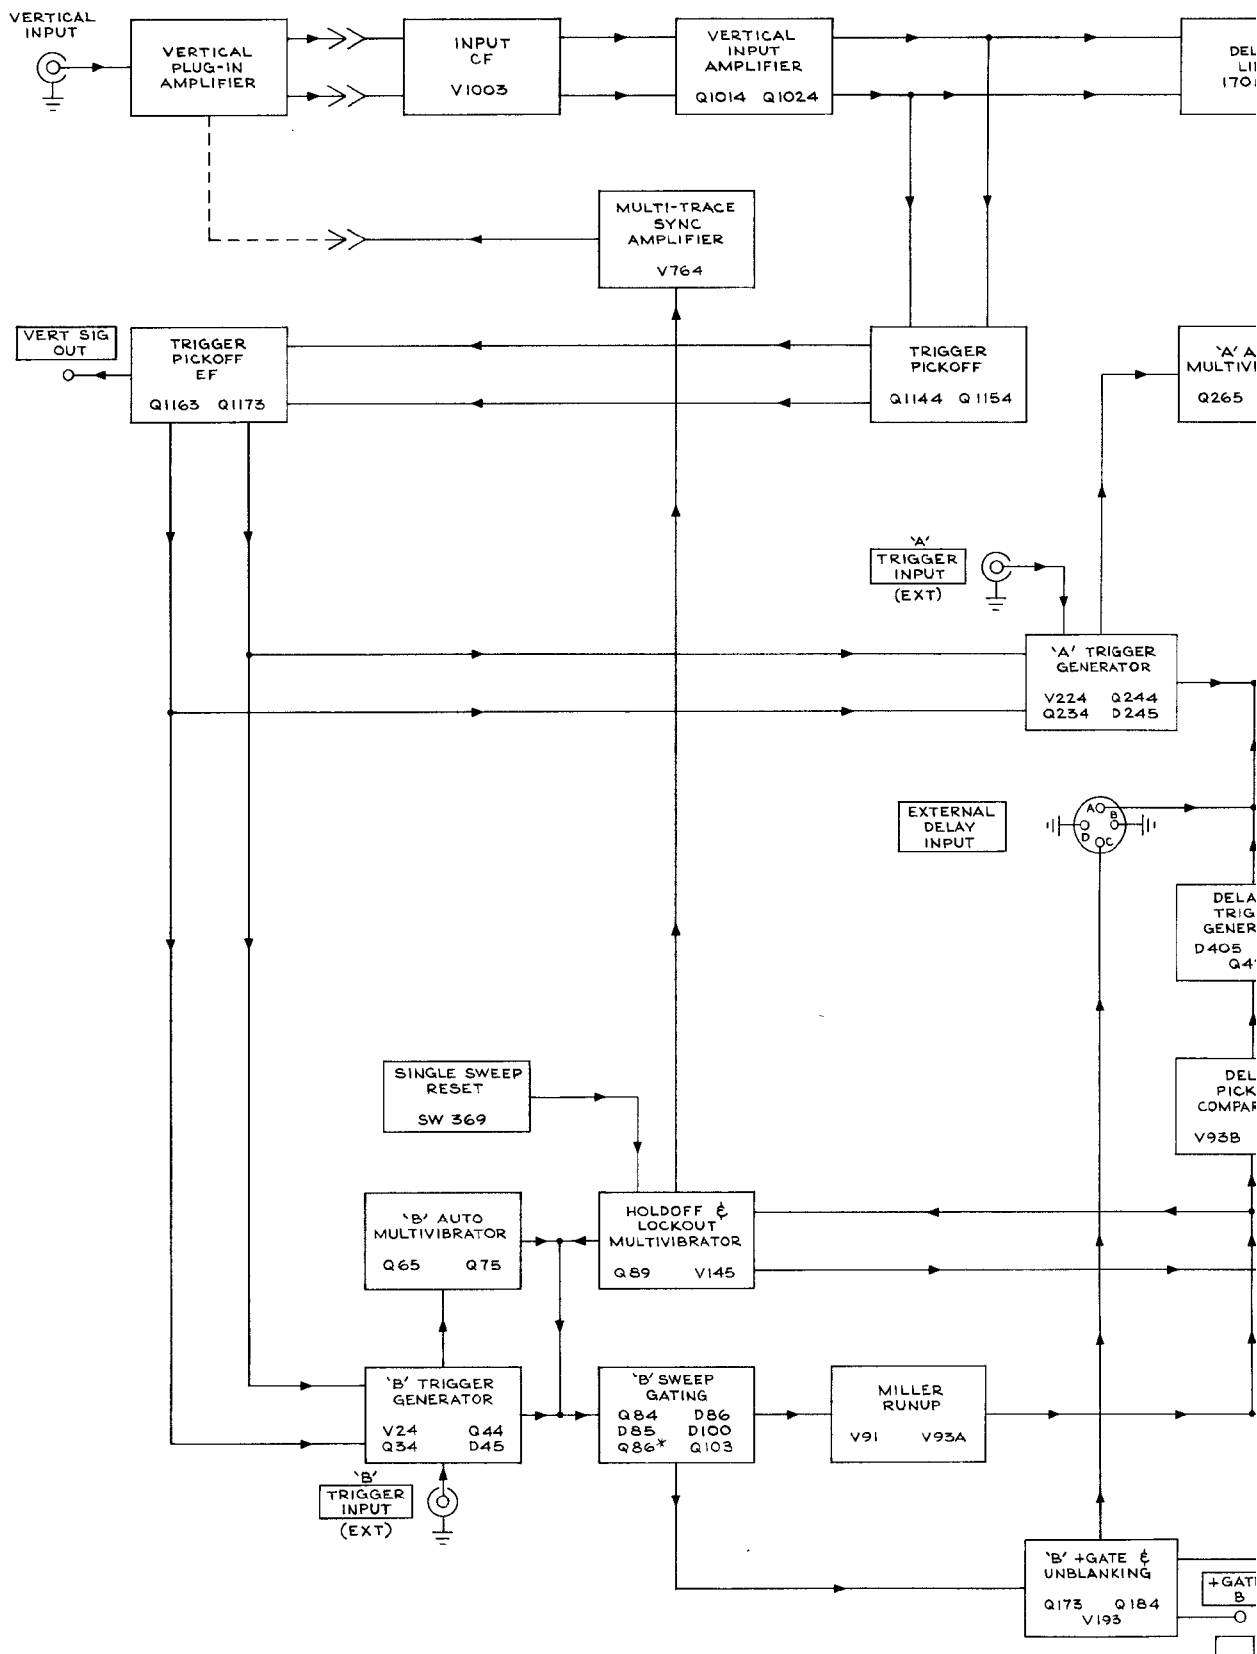 VERTICAL
INPUT
VERTICAL
PLUG-IN
AMPLIFIER
INPUT
CF
V1003
VERTICAL
INPUT
AMPLIFIER
Q1014 Q1024
MULTI-TRACE
SYNC
AMPLIFIER
V764
VERT SIG
OUT
TRIGGER
PICKOFF
EF
Q1163 Q1173
TRIGGER
PICKOFF
Q1144 Q1154
'A' A
Q265
'A'
TRIGGER
INPUT
(EXT)
'A' TRIGGER
GENERATOR
V224 Q244
Q234 D245
EXTERNAL
DELAY
INPUT
A
B
D
C
D405
SINGLE SWEEP
RESET
SW 369
V93B
'B' AUTO
MULTIVIBRATOR
Q65 Q75
HOLDOFF &
LOCKOUT
MULTIVIBRATOR
Q89 V145
'B' TRIGGER
GENERATOR
V24 Q44
Q34 D45
'B' SWEEP
GATING
Q84 D86
D85 D100
Q86* Q103
MILLER
RUNUP
V91 V93A
'B'
TRIGGER
INPUT
(EXT)
'B' +GATE &
UNBLANKING
Q173 Q184
V193
B